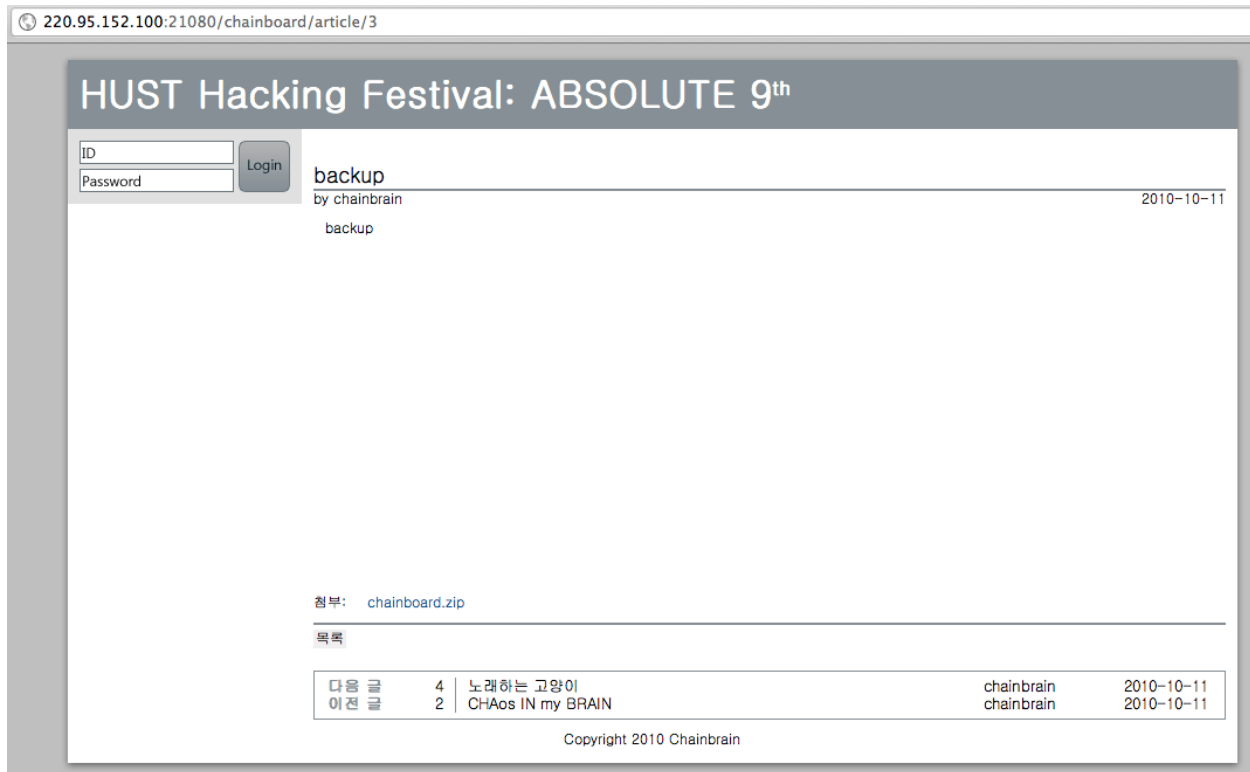 220.95.152.100:21080/chainboard/article/3
HUST Hacking Festival: ABSOLUTE 9th
ID
Login
Password
backup
by chainbrain 2010-10-11
backup
첨부: chainboard.zip
목록
다음 글 4 노래하는 고양이 chainbrain 2010-10-11
이전 글 2 CHAos IN my BRAIN chainbrain 2010-10-11
Copyright 2010 Chainbrain